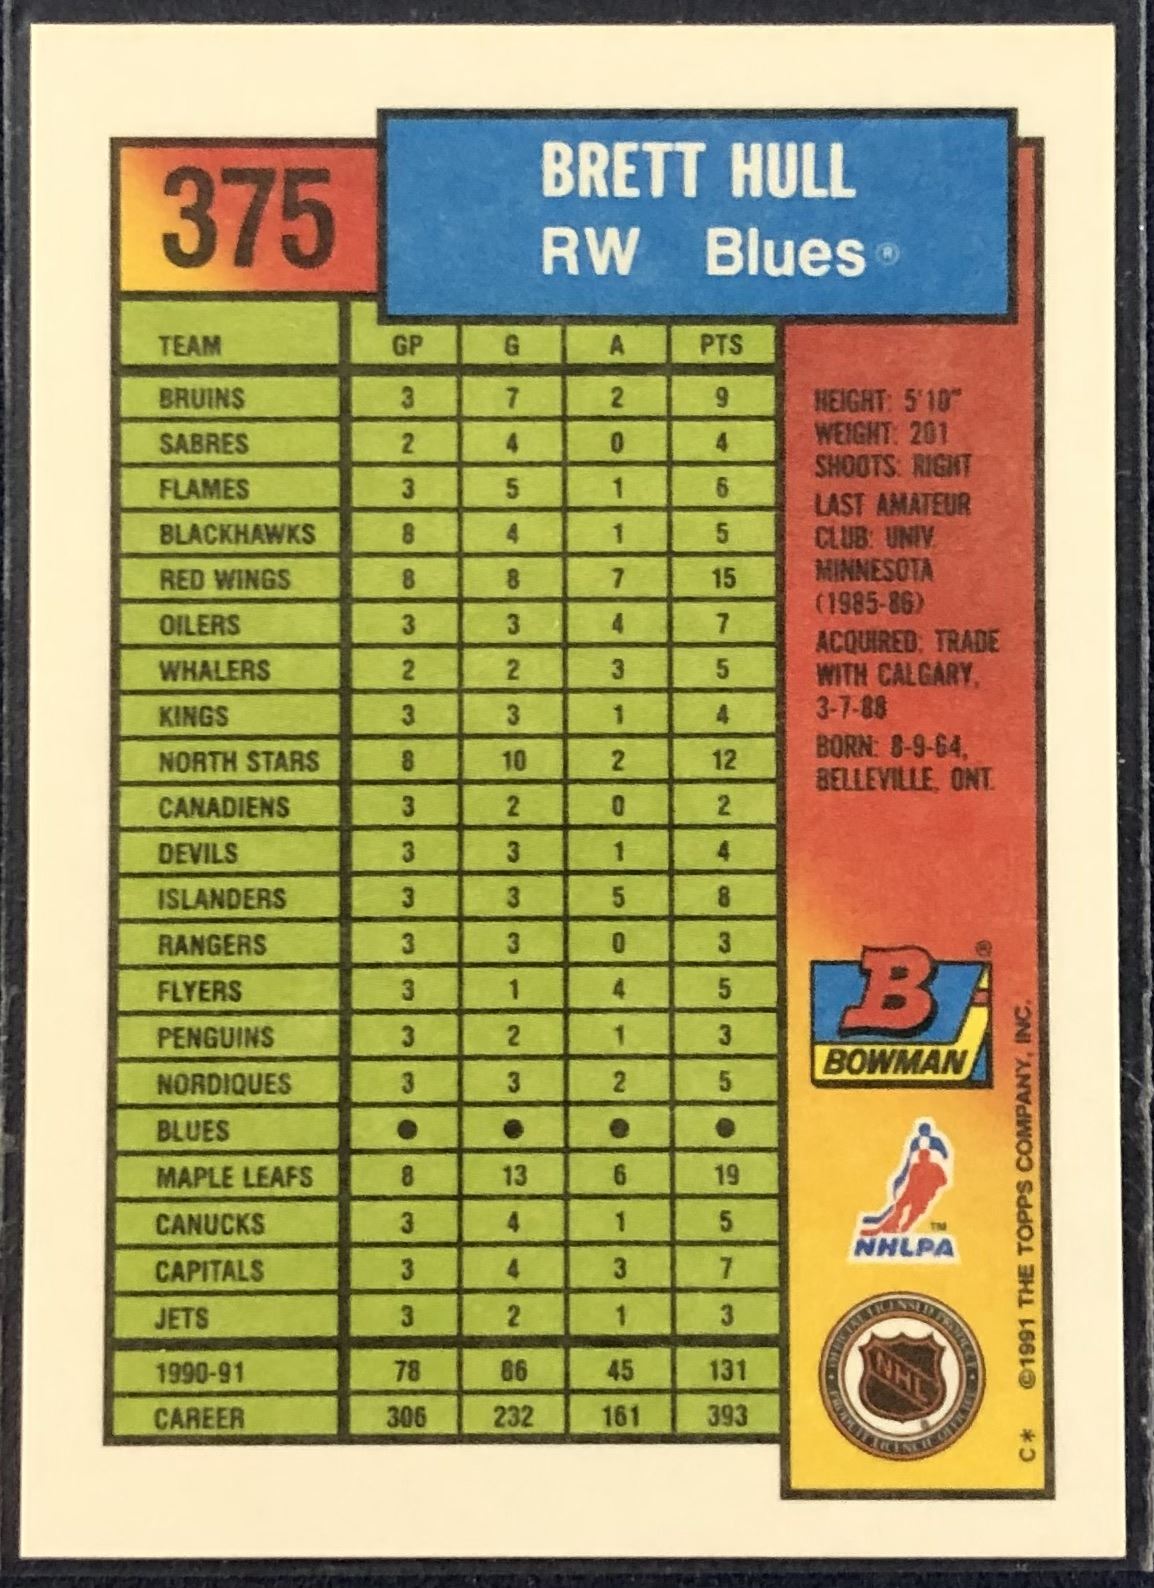 375
BRETT HULL
RW Blues®
TEAM GP G A PTS
BRUINS 3 7 2 9
SABRES 2 4 0 4
FLAMES 3 5 1 6
BLACKHAWKS 8 4 1 5
RED WINGS 8 8 7 15
OILERS 3 3 4 7
WHALERS 2 2 3 5
KINGS 3 3 1 4
NORTH STARS 8 10 2 12
CANADIENS 3 2 0 2
DEVILS 3 3 1 4
ISLANDERS 3 3 5 8
RANGERS 3 3 0 3
FLYERS 3 1 4 5
PENGUINS 3 2 1 3
NORDIQUES 3 3 2 5
BLUES ● ● ● ●
MAPLE LEAFS 8 13 6 19
CANUCKS 3 4 1 5
CAPITALS 3 4 3 7
JETS 3 2 1 3
1990-91 78 86 45 131
CAREER 306 232 161 393
HEIGHT: 5'10"
WEIGHT: 201
SHOOTS: RIGHT
LAST AMATEUR
CLUB: UNIV.
MINNESOTA
(1985-86)
ACQUIRED: TRADE
WITH CALGARY,
3-7-88
BORN: 8-9-64,
BELLEVILLE, ONT.
B®
BOWMAN
NHLPA™
OFFICIAL LICENSED PRODUCT
NHL®
PRODUIT LICENCIÉ OFFICIEL
C* ©1991 THE TOPPS COMPANY, INC.